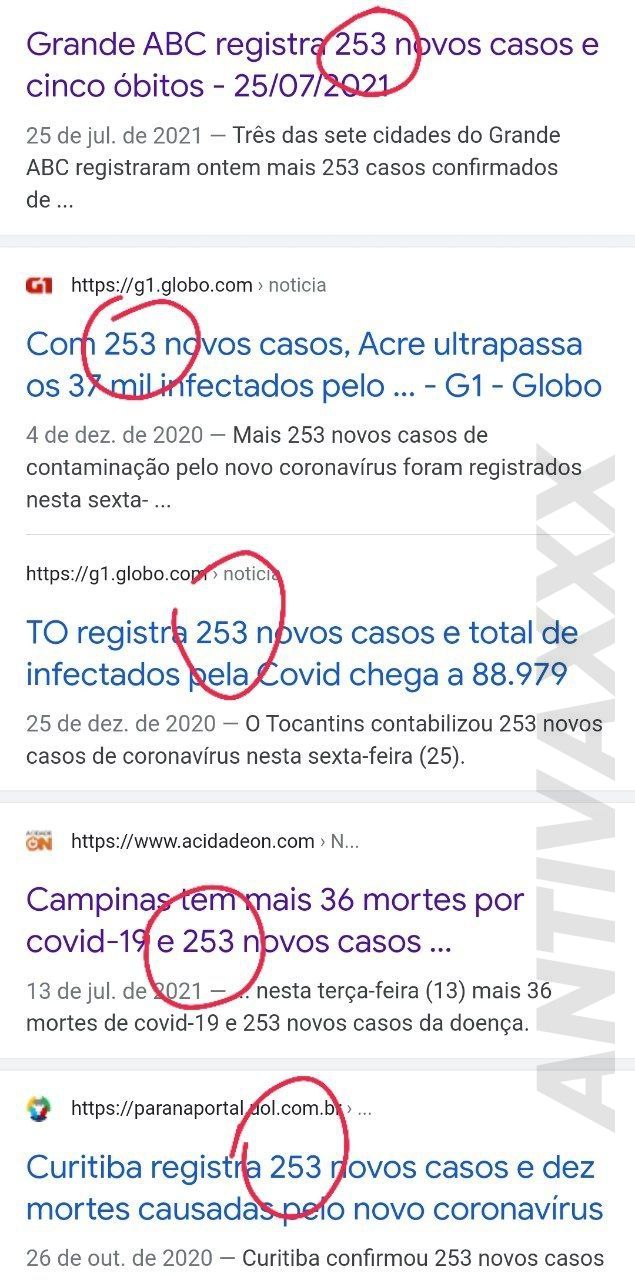 Grande ABC registra 253 novos casos e
cinco óbitos - 25/07/2021
25 de jul. de 2021 — Três das sete cidades do Grande
ABC registraram ontem mais 253 casos confirmados
de ...
G1 https://g1.globo.com › noticia
Com 253 novos casos, Acre ultrapassa
os 37 mil infectados pelo ... - G1 - Globo
4 de dez. de 2020 — Mais 253 novos casos de
contaminação pelo novo coronavírus foram registrados
nesta sexta- ...
https://g1.globo.com › noticia
TO registra 253 novos casos e total de
infectados pela Covid chega a 88.979
25 de dez. de 2020 — O Tocantins contabilizou 253 novos
casos de coronavírus nesta sexta-feira (25).
ACIDADE ON https://www.acidadeon.com › N...
Campinas tem mais 36 mortes por
covid-19 e 253 novos casos ...
13 de jul. de 2021 — ... nesta terça-feira (13) mais 36
mortes de covid-19 e 253 novos casos da doença.
https://paranaportal.uol.com.br › ...
Curitiba registra 253 novos casos e dez
mortes causadas pelo novo coronavírus
26 de out. de 2020 — Curitiba confirmou 253 novos casos
ANTIVAXXX